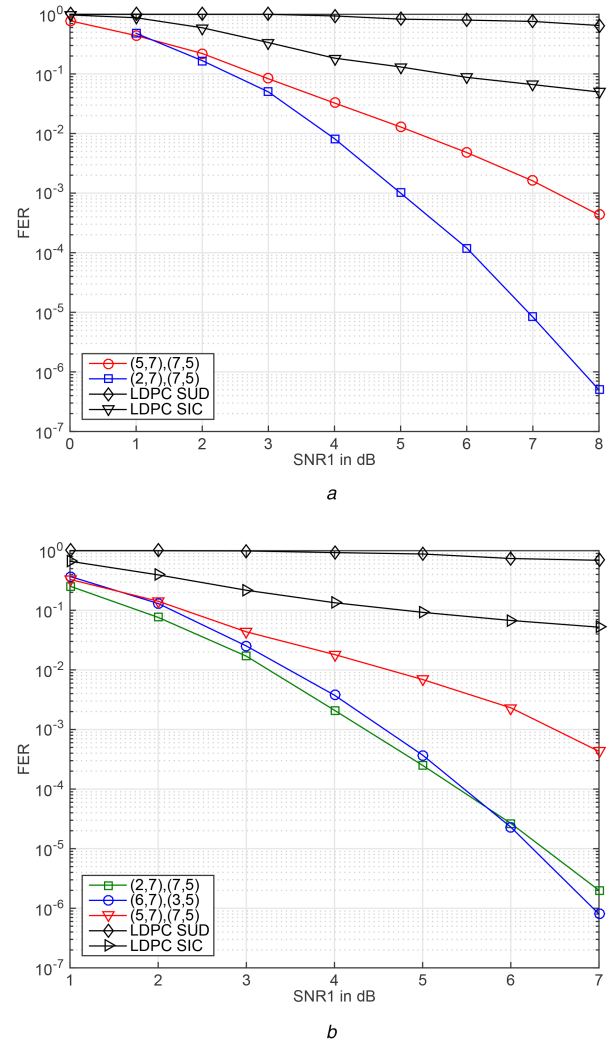 10^0
10^-1
10^-2
10^-3
10^-4
10^-5
10^-6
10^-7
FER
(5,7),(7,5)
(2,7),(7,5)
LDPC SUD
LDPC SIC
0 1 2 3 4 5 6 7 8
SNR1 in dB
a
10^0
10^-1
10^-2
10^-3
10^-4
10^-5
10^-6
10^-7
FER
(2,7),(7,5)
(6,7),(3,5)
(5,7),(7,5)
LDPC SUD
LDPC SIC
1 2 3 4 5 6 7
SNR1 in dB
b